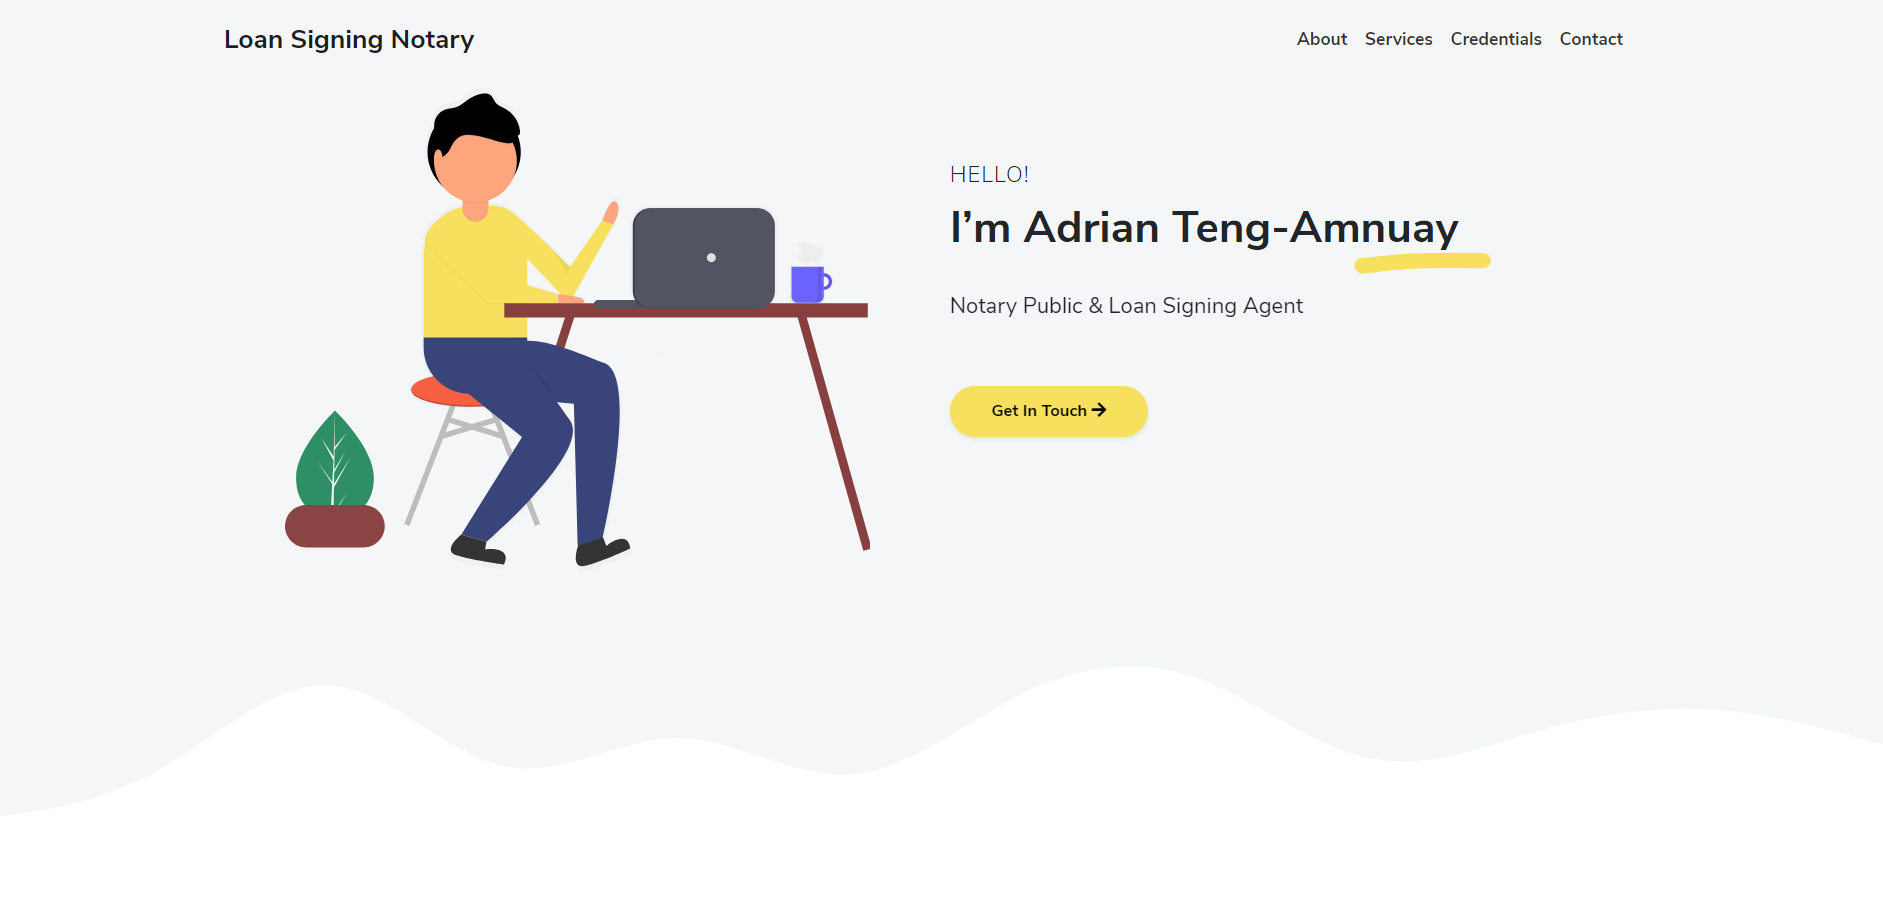 Loan Signing Notary
About Services Credentials Contact
HELLO!
I’m Adrian Teng-Amnuay
Notary Public & Loan Signing Agent
Get In Touch →